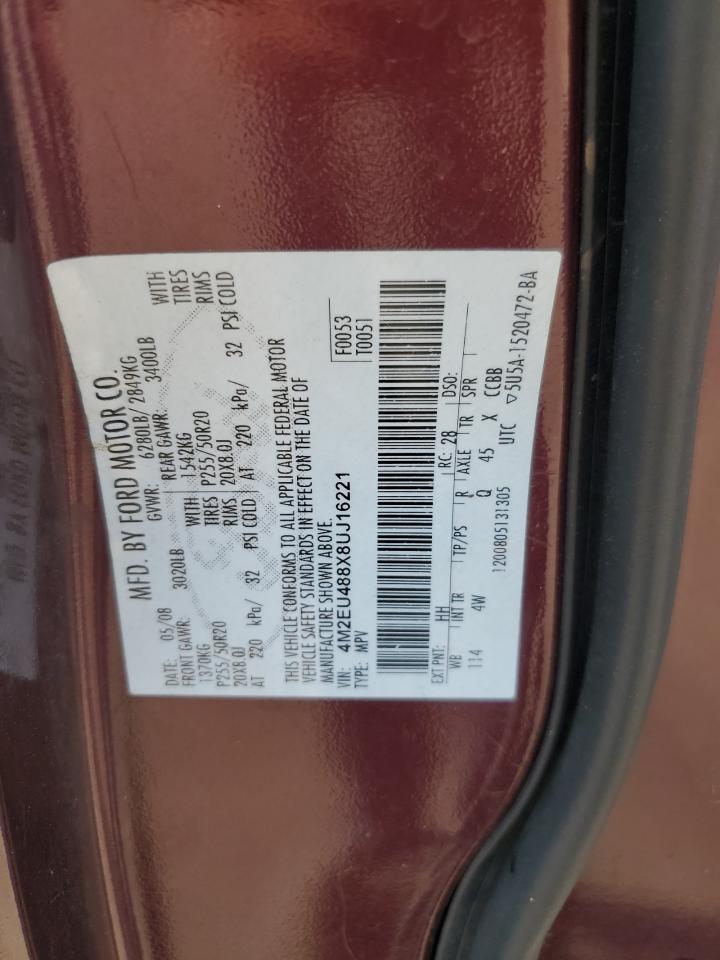 MFD. BY FORD MOTOR CO.
DATE: 05/08 GVWR: 6280LB/ 2849KG
FRONT GAWR: 3020LB REAR GAWR: 3400LB
1370KG WITH 1542KG WITH
P255/50R20 TIRES P255/50R20 TIRES
20X8.0J RIMS 20X8.0J RIMS
AT 220 kPa/ 32 PSI COLD AT 220 kPa/ 32 PSI COLD
THIS VEHICLE CONFORMS TO ALL APPLICABLE FEDERAL MOTOR
VEHICLE SAFETY STANDARDS IN EFFECT ON THE DATE OF
MANUFACTURE SHOWN ABOVE.
VIN: 4M2EU488X8UJ16221
TYPE: MPV
F0053
T0051
EXT PNT: HH RC: 28 DSO:
WB INT TR TP/PS R AXLE TR SPR
114 4W Q 45 X CCBB
1200805131305 UTC ▽5U5A-1520472-BA